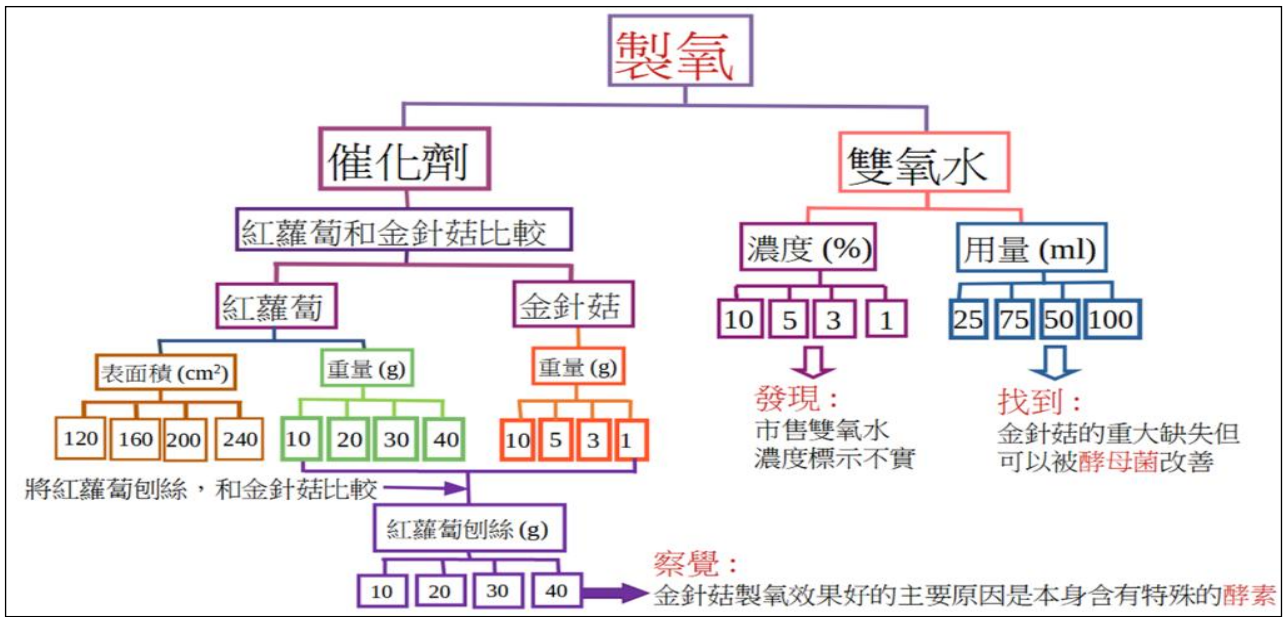 製氧
催化劑
雙氧水
紅蘿蔔和金針菇比較
濃度 (%)
用量 (ml)
紅蘿蔔
金針菇
10 5 3 1
25 75 50 100
表面積 (cm²)
重量 (g)
重量 (g)
發現：
市售雙氧水
濃度標示不實
找到：
金針菇的重大缺失但
可以被酵母菌改善
120 160 200 240
10 20 30 40
10 5 3 1
將紅蘿蔔刨絲，和金針菇比較
紅蘿蔔刨絲 (g)
10 20 30 40
察覺：
金針菇製氧效果好的主要原因是本身含有特殊的酵素